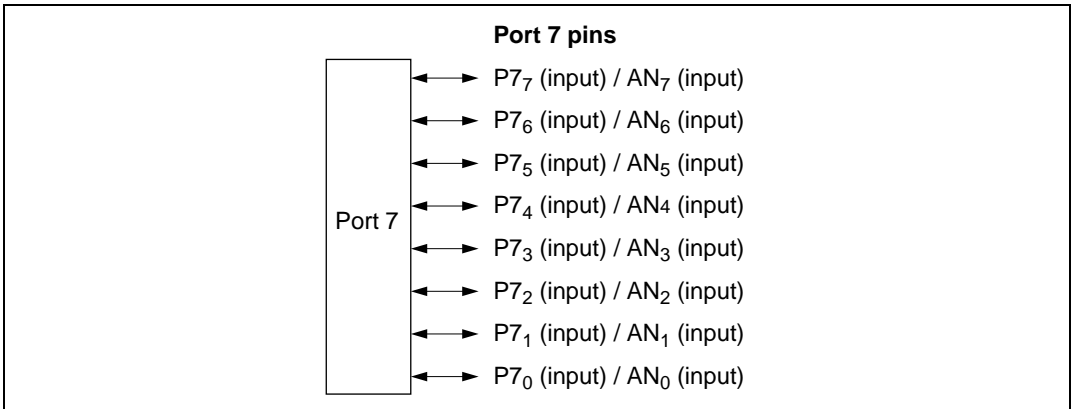 Port 7 pins
P7₇ (input) / AN₇ (input)
P7₆ (input) / AN₆ (input)
P7₅ (input) / AN₅ (input)
P7₄ (input) / AN4 (input)
Port 7
P7₃ (input) / AN₃ (input)
P7₂ (input) / AN₂ (input)
P7₁ (input) / AN₁ (input)
P7₀ (input) / AN₀ (input)